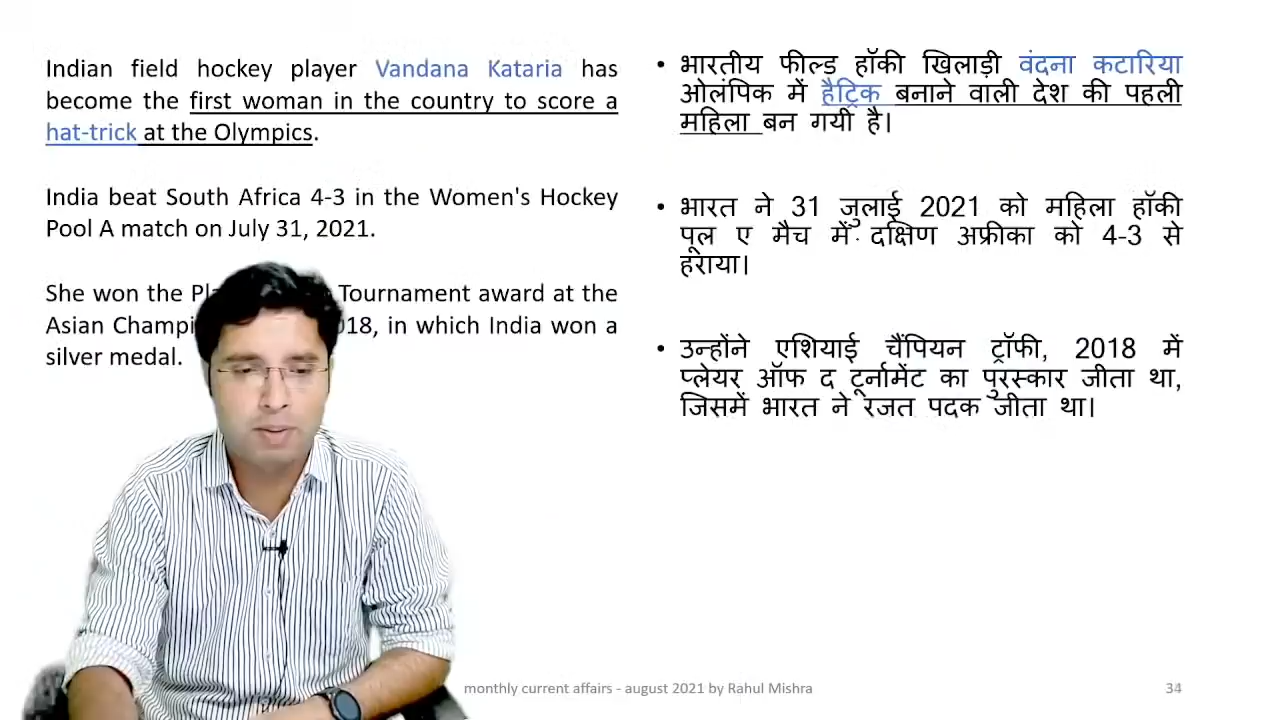 Indian field hockey player Vandana Kataria has
become the first woman in the country to score a
hat-trick at the Olympics.
India beat South Africa 4-3 in the Women's Hockey
Pool A match on July 31, 2021.
She won the Tournament award at the
Asian 18, in which India won a
silver medal.
• भारतीय फील्ड हॉकी खिलाड़ी वंदना कटारिया
ओलंपिक में हैट्रिक बनाने वाली देश की पहली
महिला बन गयी है।
• भारत ने 31 जुलाई 2021 को महिला हॉकी
पूल ए मैच में दक्षिण अफ्रीका को 4-3 से
हराया।
• उन्होंने एशियाई चैंपियन ट्रॉफी, 2018 में
प्लेयर ऑफ द टूर्नामेंट का पुरस्कार जीता था,
जिसमें भारत ने रजत पदक जीता था।
monthly current affairs - august 2021 by Rahul Mishra
34